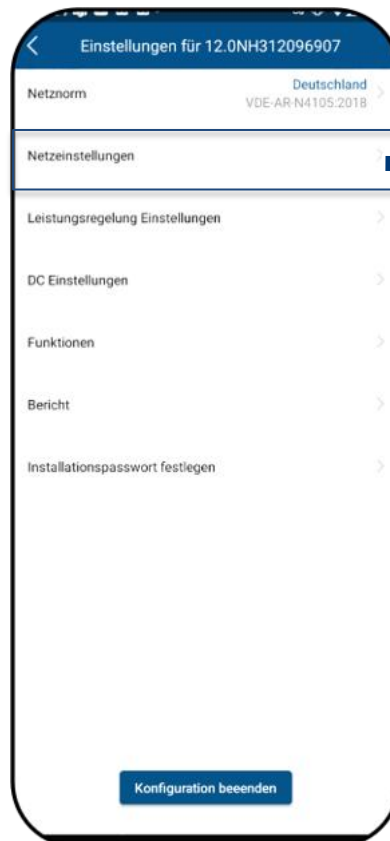 Einstellungen für 12.0NH312096907
Netznorm
Deutschland
VDE-AR-N4105:2018
Netzeinstellungen
Leistungsregelung Einstellungen
DC Einstellungen
Funktionen
Bericht
Installationspasswort festlegen
Konfiguration beeenden